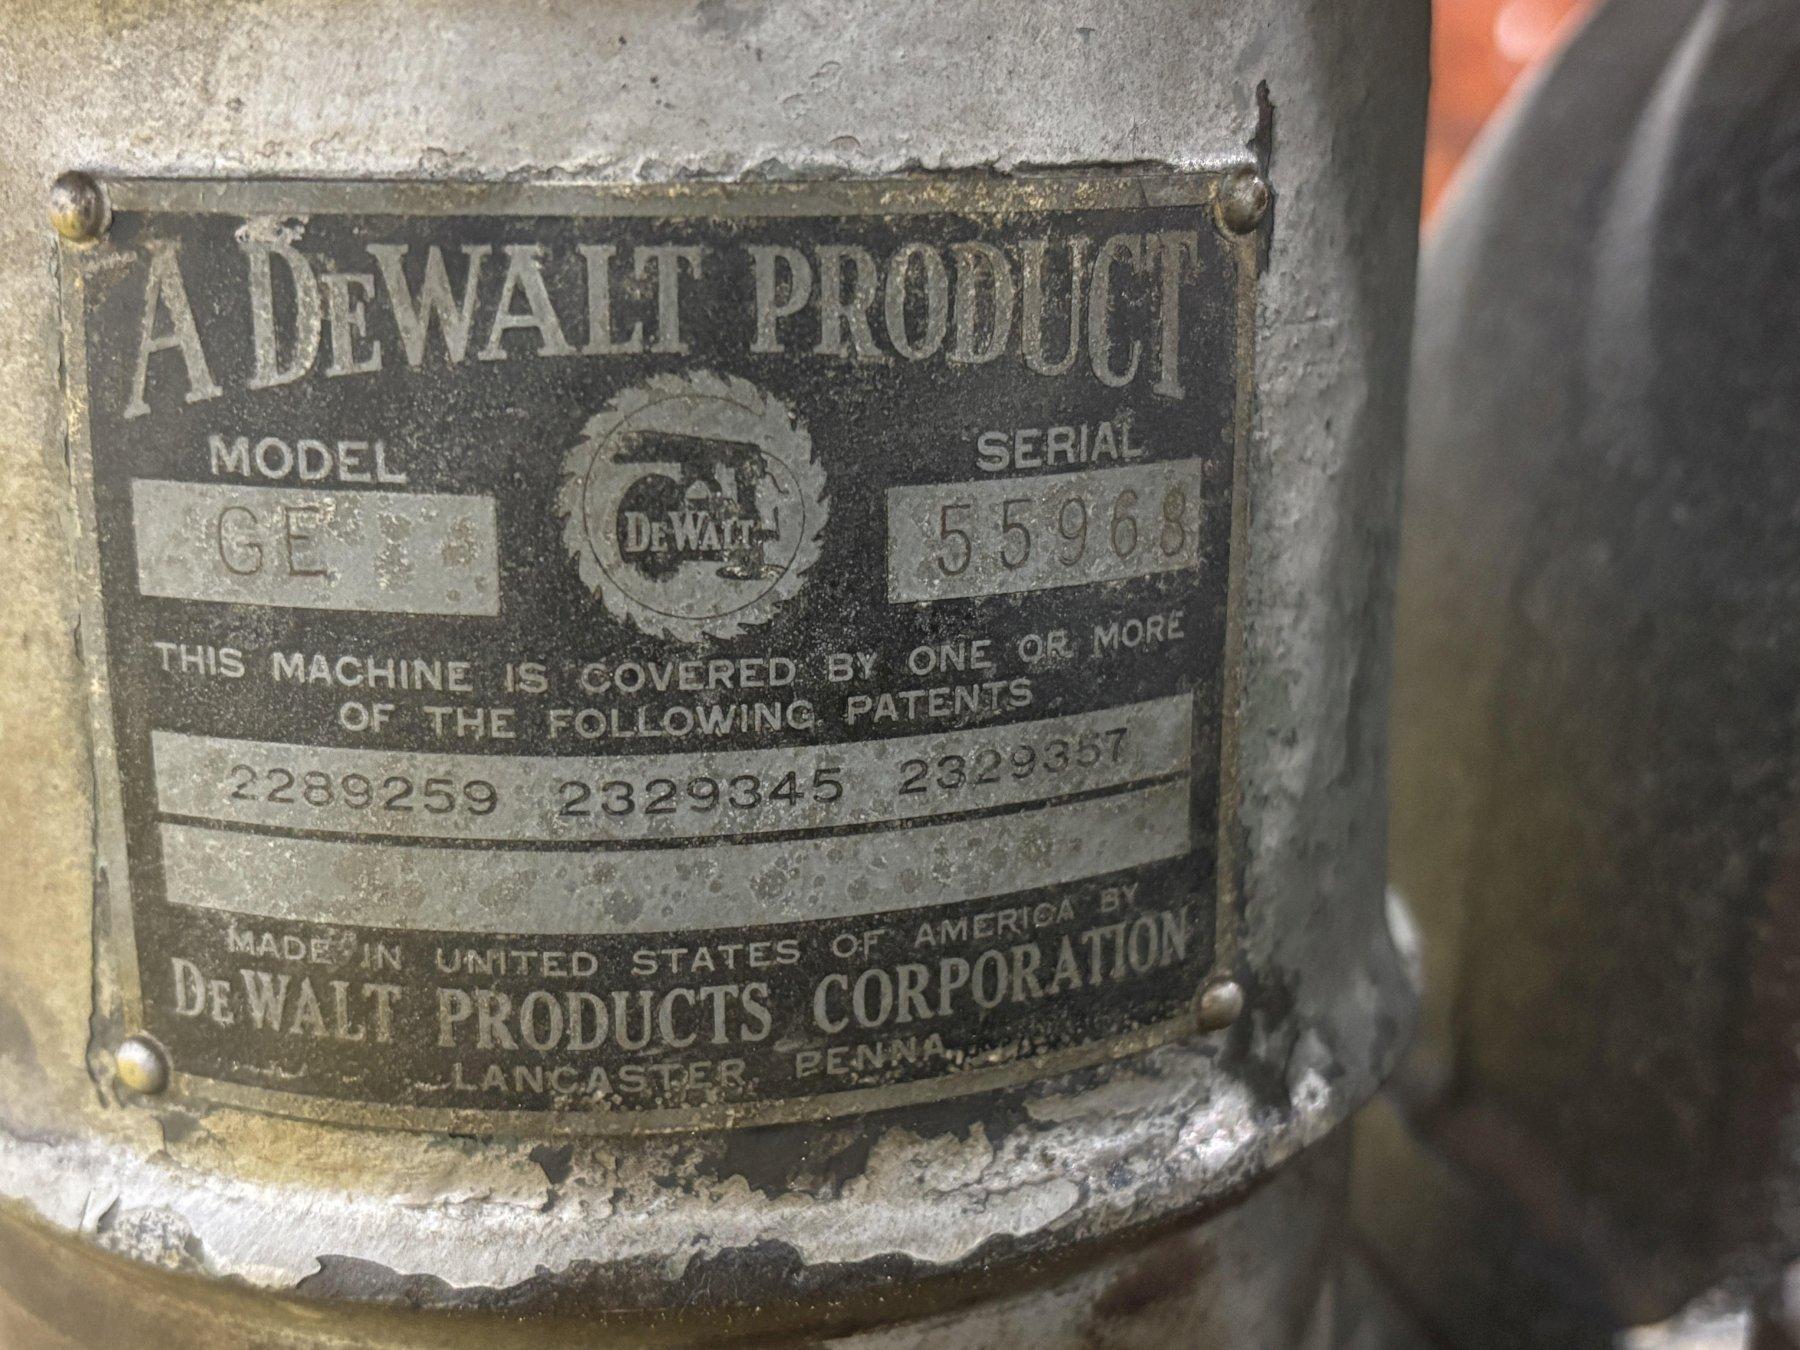 A DEWALT PRODUCT
MODEL
SERIAL
GE
DEWALT
55968
THIS MACHINE IS COVERED BY ONE OR MORE
OF THE FOLLOWING PATENTS
2289259 2329345 2329357
MADE IN UNITED STATES OF AMERICA BY
DEWALT PRODUCTS CORPORATION
LANCASTER PENNA.